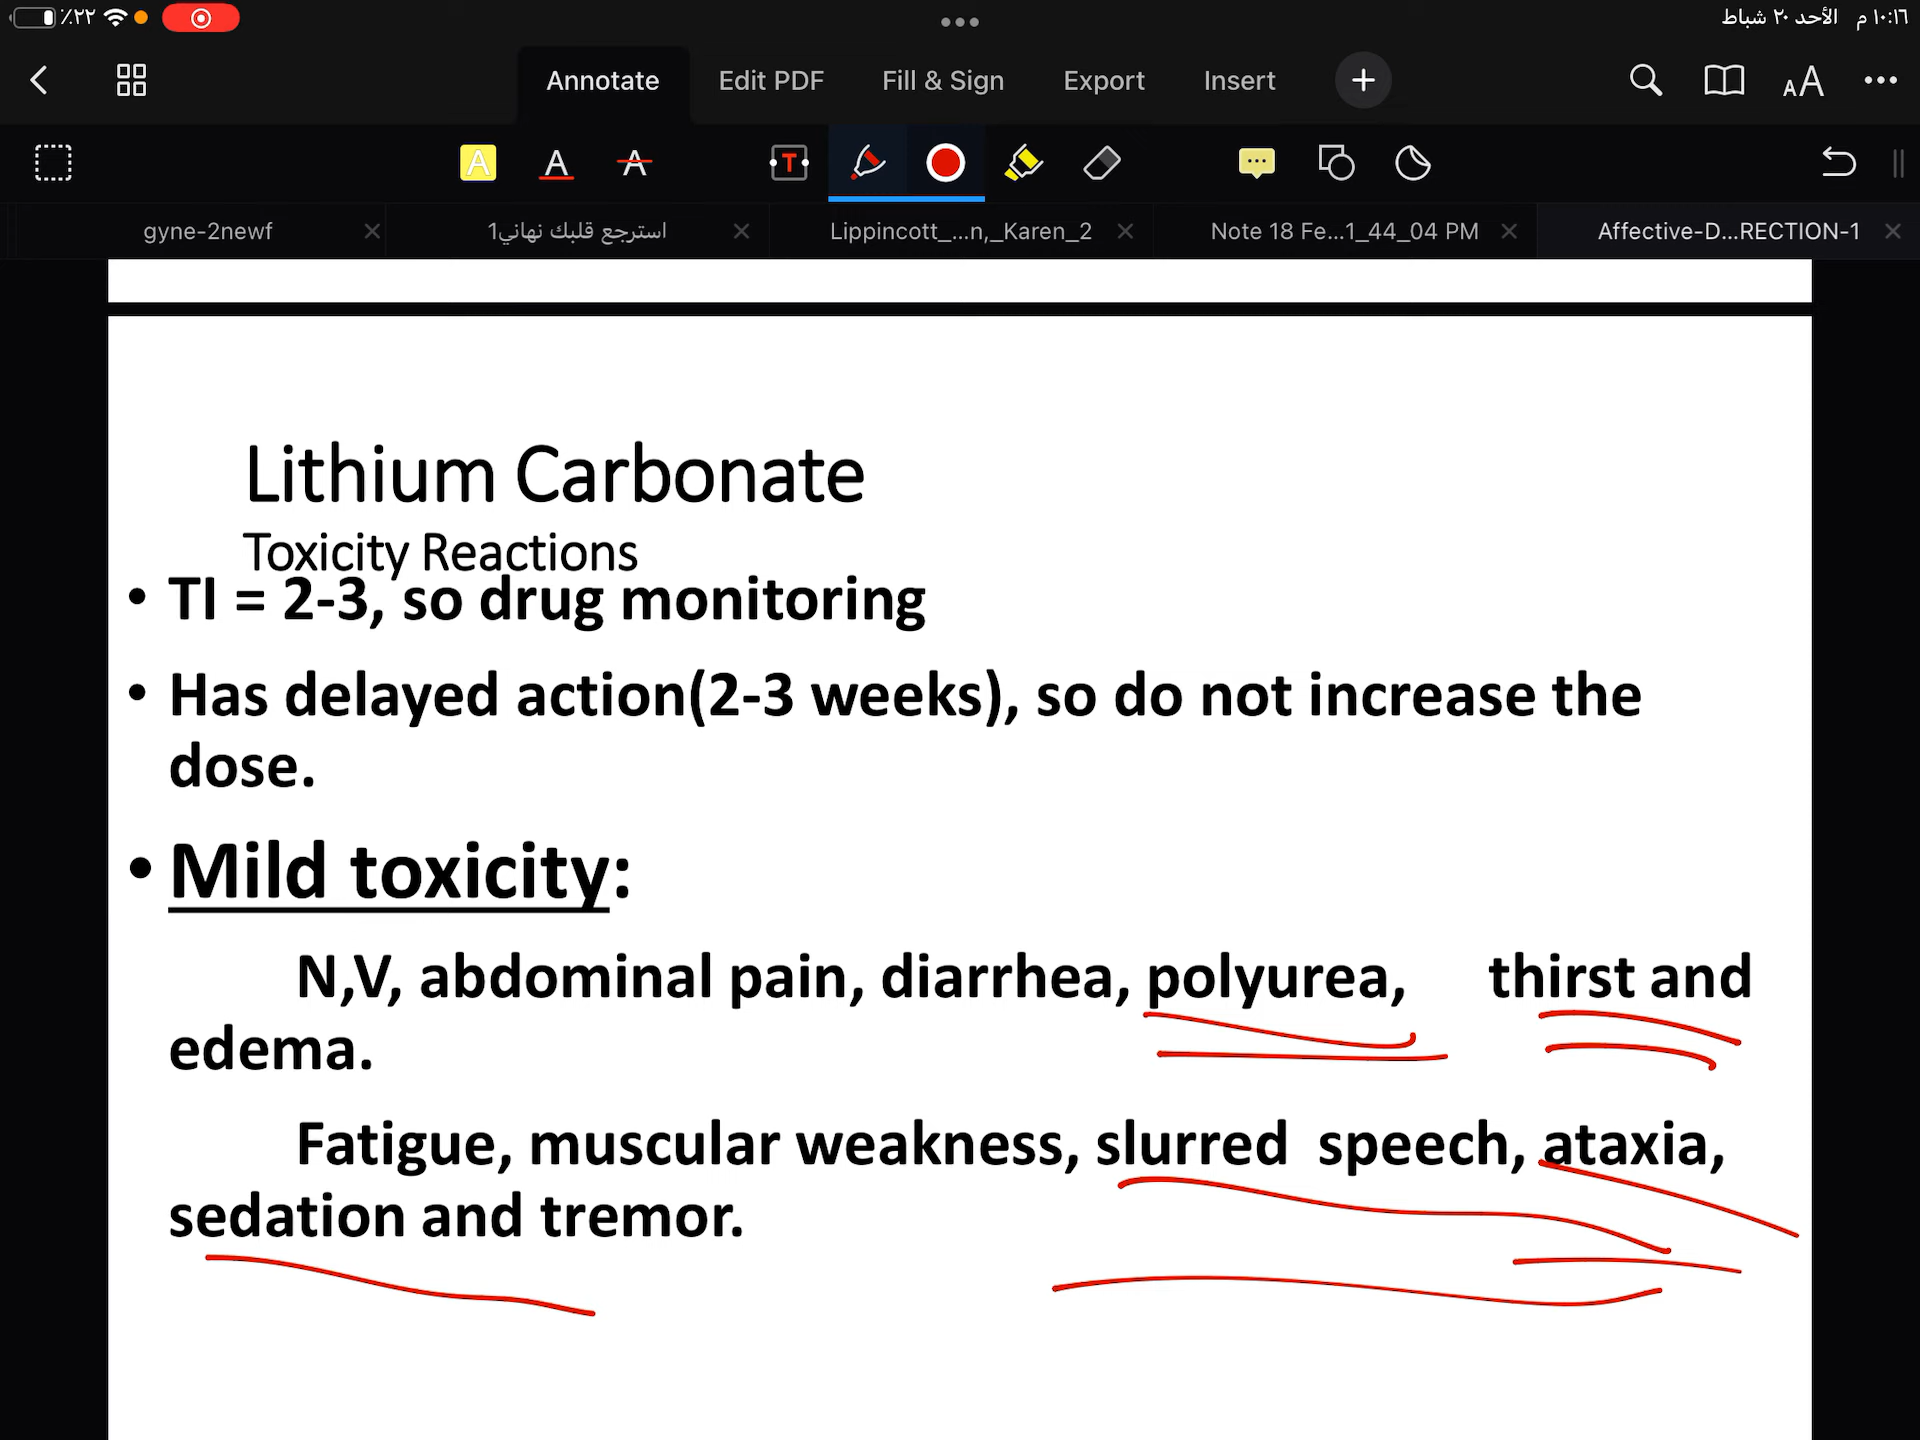 ٪٢٢
الأحد ٢٠ شباط ١٠:١٦ م
Annotate Edit PDF Fill & Sign Export Insert
gyne-2newf
استرجع قلبك نهاني1
Lippincott_...n,_Karen_2
Note 18 Fe...1_44_04 PM
Affective-D...RECTION-1
Lithium Carbonate
Toxicity Reactions
• TI = 2-3, so drug monitoring
• Has delayed action(2-3 weeks), so do not increase the
dose.
• Mild toxicity:
N,V, abdominal pain, diarrhea, polyurea, thirst and
edema.
Fatigue, muscular weakness, slurred speech, ataxia,
sedation and tremor.